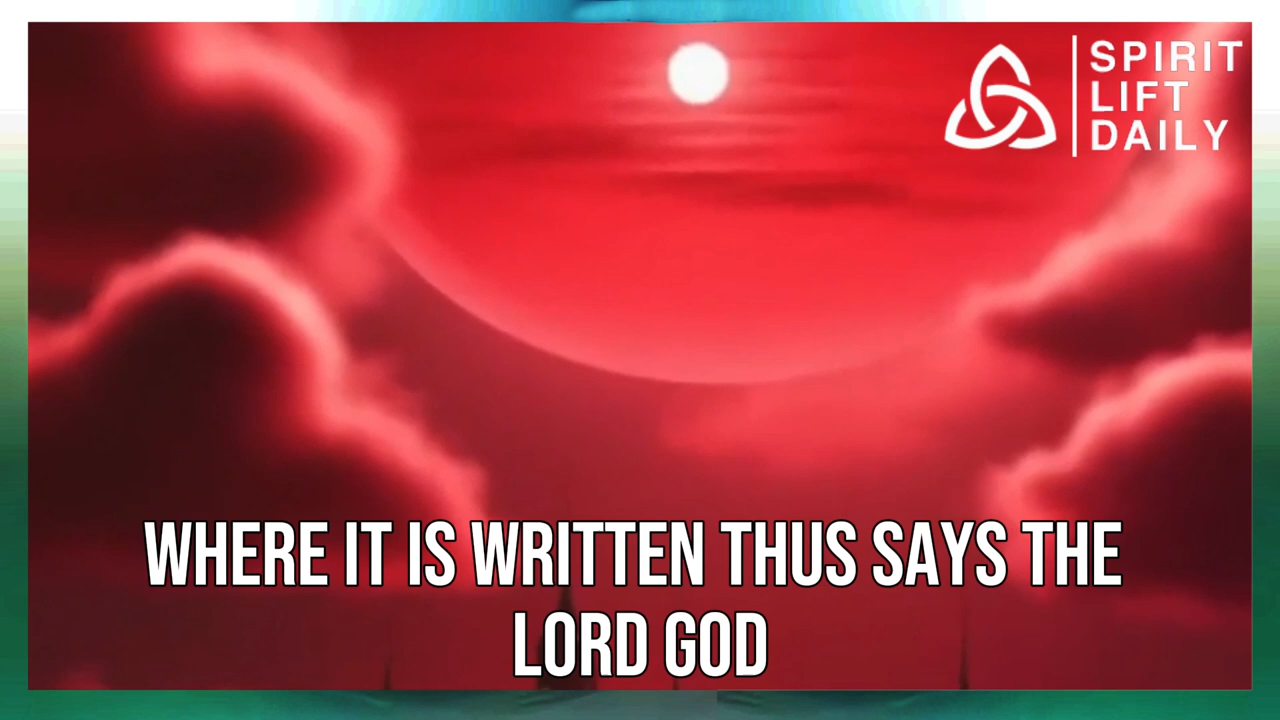 SPIRIT
LIFT
DAILY
WHERE IT IS WRITTEN THUS SAYS THE
LORD GOD